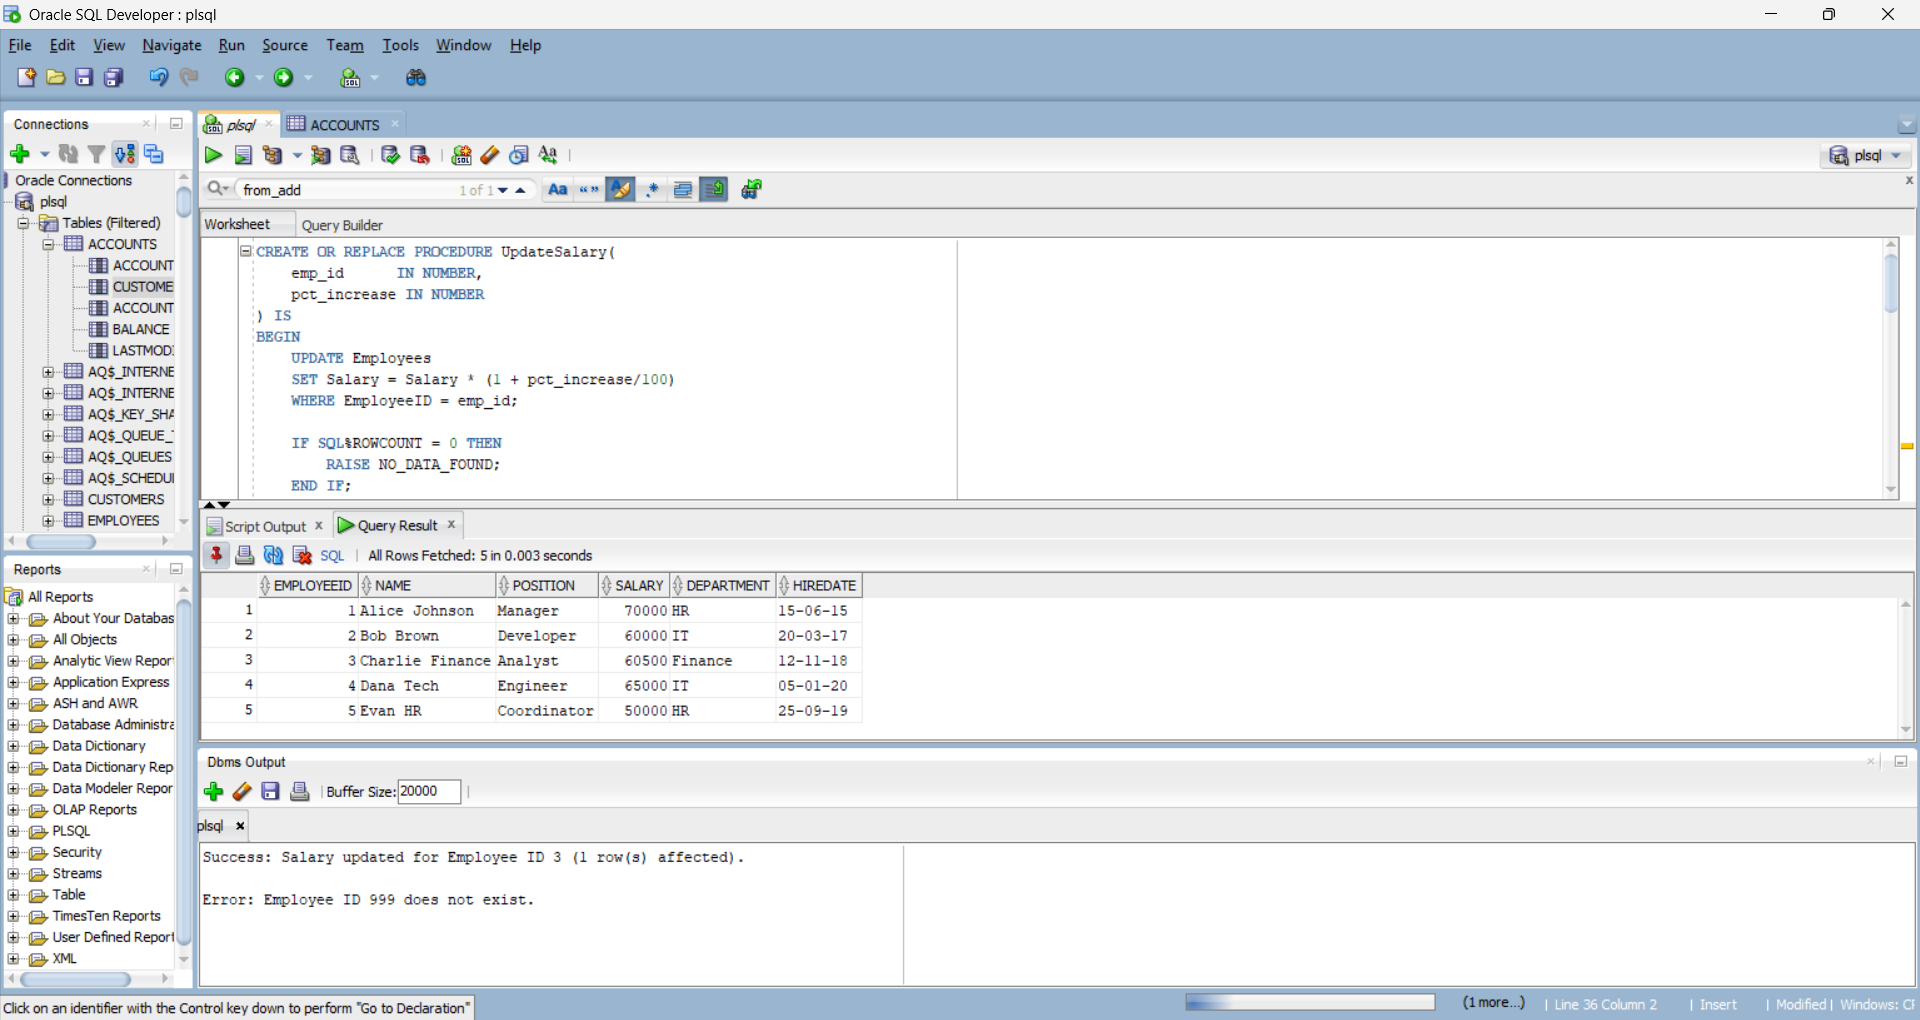 Oracle SQL Developer : plsql
File Edit View Navigate Run Source Team Tools Window Help
Connections
Oracle Connections
plsql
Tables (Filtered)
ACCOUNTS
ACCOUNT
CUSTOME
ACCOUNT
BALANCE
LASTMOD
AQ$_INTERNE
AQ$_INTERNE
AQ$_KEY_SHA
AQ$_QUEUE_
AQ$_QUEUES
AQ$_SCHEDU
CUSTOMERS
EMPLOYEES
Reports
All Reports
About Your Databas
All Objects
Analytic View Repor
Application Express
ASH and AWR
Database Administra
Data Dictionary
Data Dictionary Rep
Data Modeler Repor
OLAP Reports
PLSQL
Security
Streams
Table
TimesTen Reports
User Defined Report
XML
plsql ACCOUNTS
plsql
from_add 1 of 1 Aa “ ” .*
Worksheet Query Builder
CREATE OR REPLACE PROCEDURE UpdateSalary(
emp_id IN NUMBER,
pct_increase IN NUMBER
) IS
BEGIN
UPDATE Employees
SET Salary = Salary * (1 + pct_increase/100)
WHERE EmployeeID = emp_id;
IF SQL%ROWCOUNT = 0 THEN
RAISE NO_DATA_FOUND;
END IF;
Script Output Query Result
SQL | All Rows Fetched: 5 in 0.003 seconds
EMPLOYEEID NAME POSITION SALARY DEPARTMENT HIREDATE
1 1 Alice Johnson Manager 70000 HR 15-06-15
2 2 Bob Brown Developer 60000 IT 20-03-17
3 3 Charlie Finance Analyst 60500 Finance 12-11-18
4 4 Dana Tech Engineer 65000 IT 05-01-20
5 5 Evan HR Coordinator 50000 HR 25-09-19
Dbms Output
Buffer Size: 20000
plsql
Success: Salary updated for Employee ID 3 (1 row(s) affected).
Error: Employee ID 999 does not exist.
Click on an identifier with the Control key down to perform "Go to Declaration"
(1 more...) | Line 36 Column 2 | Insert | Modified | Windows: C